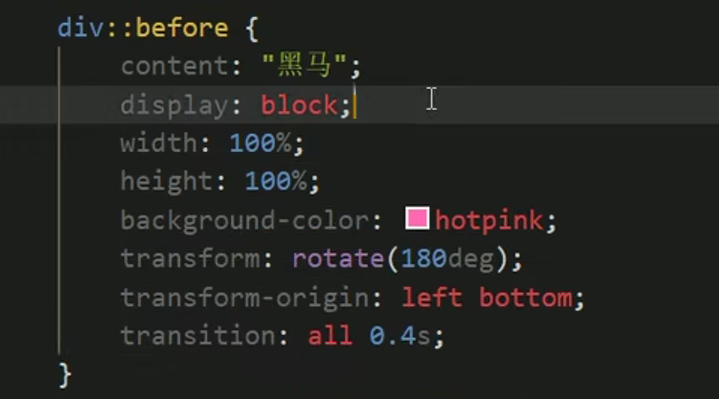 div::before {
content: "黑马";
display: block;
width: 100%;
height: 100%;
background-color: hotpink;
transform: rotate(180deg);
transform-origin: left bottom;
transition: all 0.4s;
}